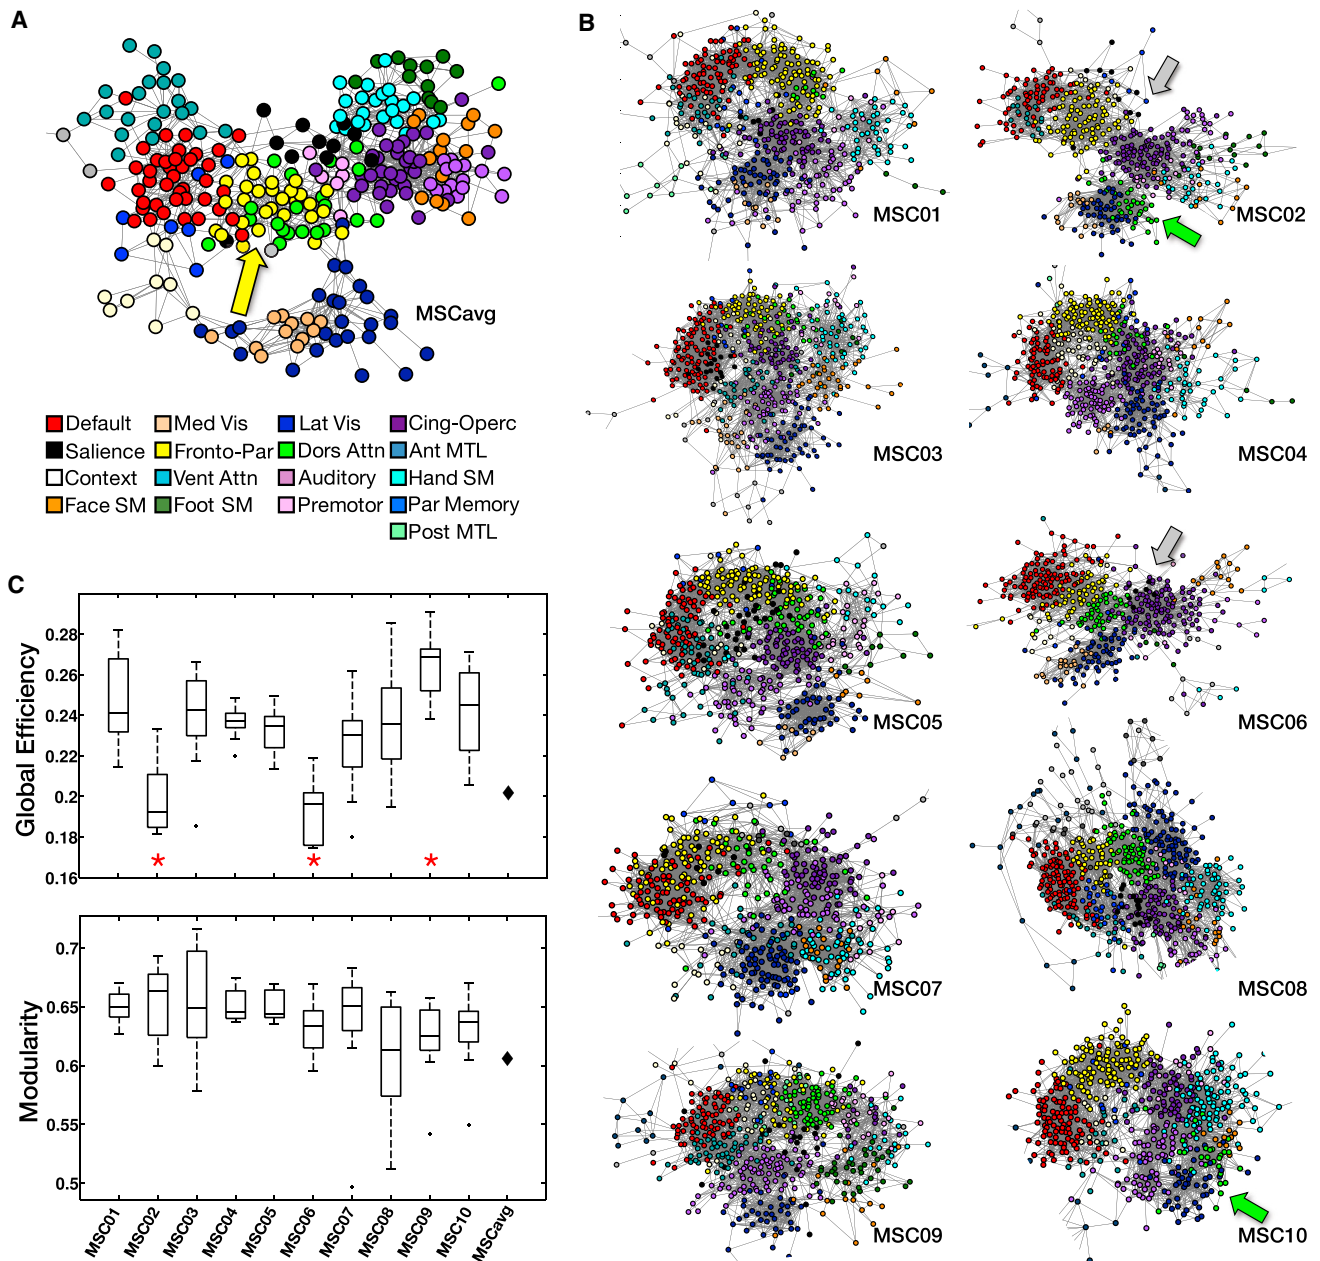 A
B
MSCavg
Default
Med Vis
Lat Vis
Cing-Operc
Salience
Fronto-Par
Dors Attn
Ant MTL
Context
Vent Attn
Auditory
Hand SM
Face SM
Foot SM
Premotor
Par Memory
Post MTL
MSC01
MSC02
MSC03
MSC04
MSC05
MSC06
MSC07
MSC08
MSC09
MSC10
C
Global Efficiency
0.28
0.26
0.24
0.22
0.2
0.18
0.16
*
*
*
Modularity
0.7
0.65
0.6
0.55
0.5
MSC01
MSC02
MSC03
MSC04
MSC05
MSC06
MSC07
MSC08
MSC09
MSC10
MSCavg